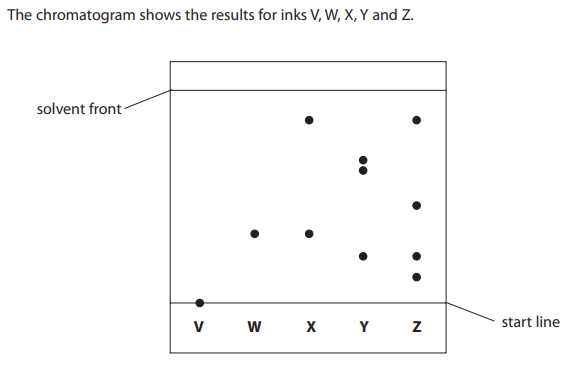 The chromatogram shows the results for inks V, W, X, Y and Z.
solvent front
V W X Y Z
start line